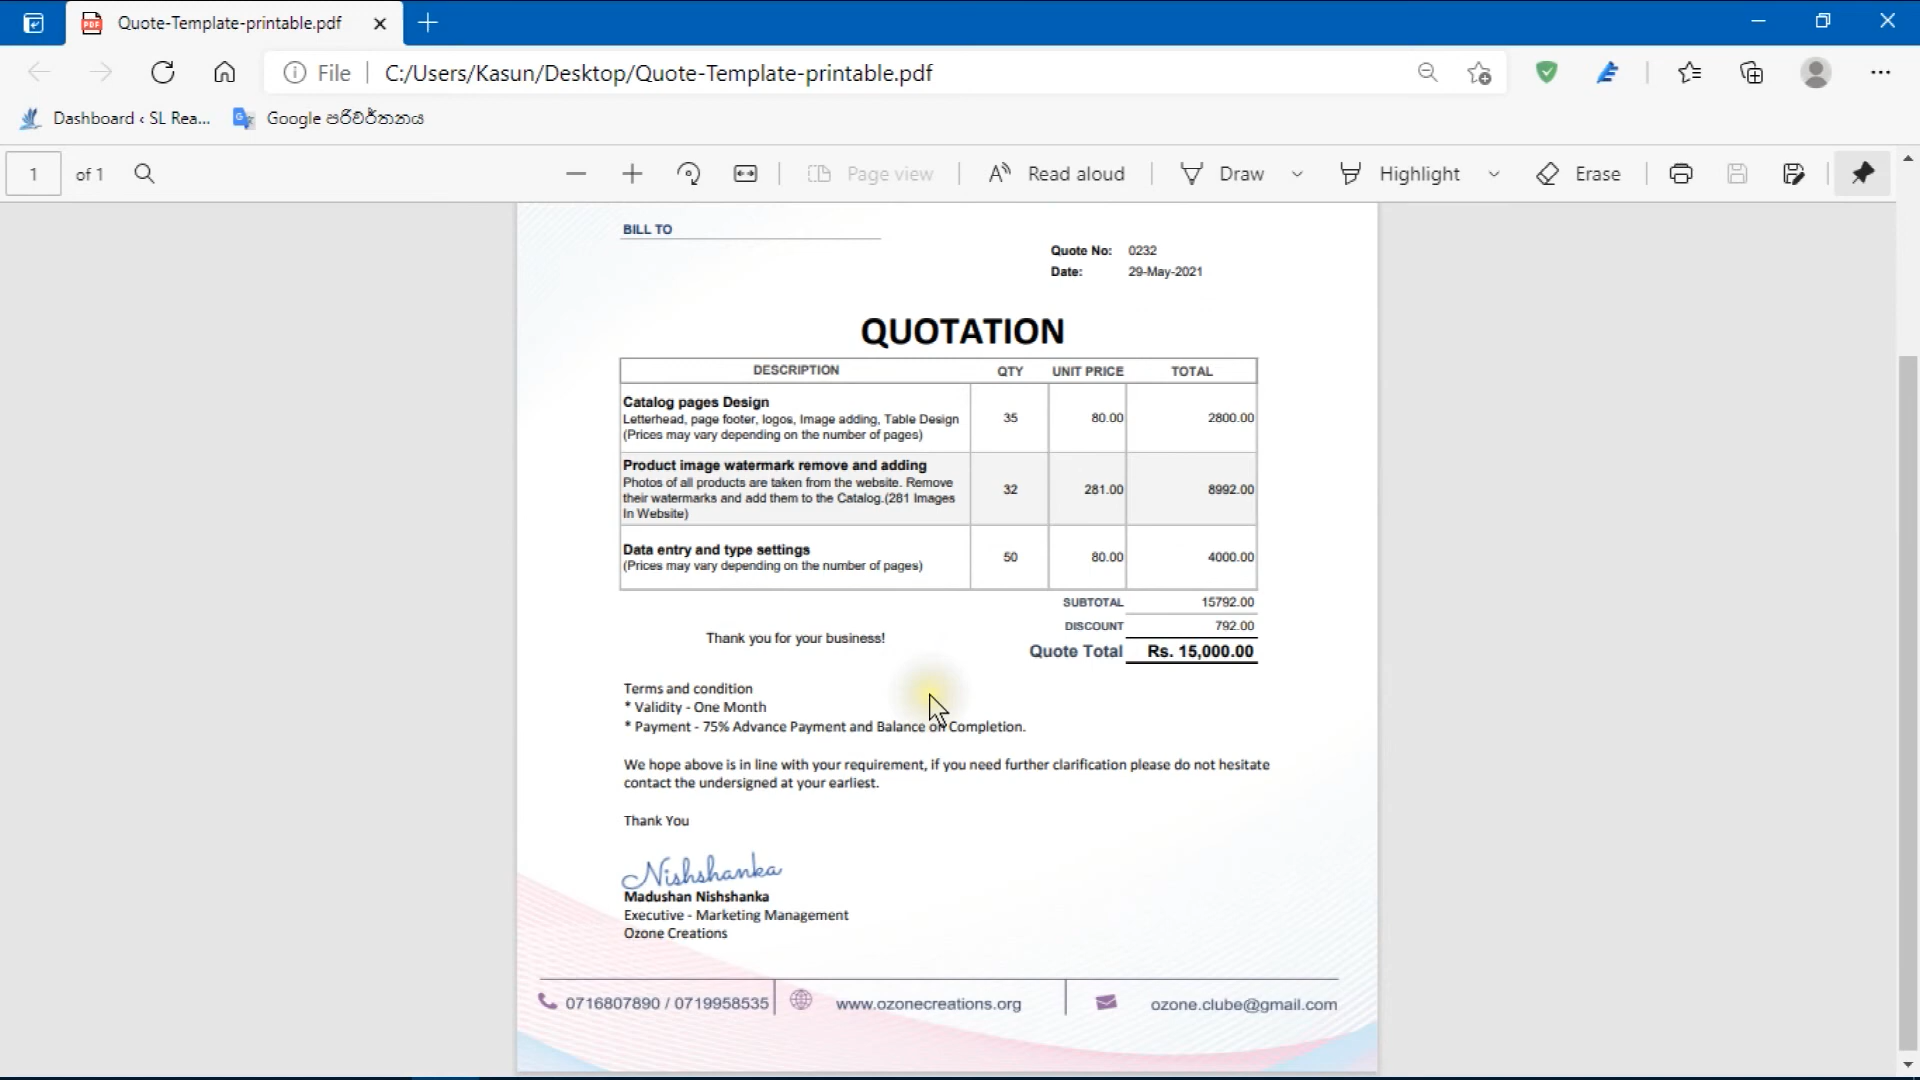 Quote-Template-printable.pdf
File
C:/Users/Kasun/Desktop/Quote-Template-printable.pdf
Dashboard ‹ SL Rea...
Google පරිවර්තනය
1 of 1
Page view
Read aloud
Draw
Highlight
Erase
BILL TO
Quote No: 0232
Date: 29-May-2021
QUOTATION
DESCRIPTION QTY UNIT PRICE TOTAL
Catalog pages Design
Letterhead, page footer, logos, Image adding, Table Design
(Prices may vary depending on the number of pages)
35 80.00 2800.00
Product image watermark remove and adding
Photos of all products are taken from the website. Remove
their watermarks and add them to the Catalog.(281 Images
In Website)
32 281.00 8992.00
Data entry and type settings
(Prices may vary depending on the number of pages)
50 80.00 4000.00
SUBTOTAL 15792.00
DISCOUNT 792.00
Thank you for your business!
Quote Total Rs. 15,000.00
Terms and condition
* Validity - One Month
* Payment - 75% Advance Payment and Balance on Completion.
We hope above is in line with your requirement, if you need further clarification please do not hesitate
contact the undersigned at your earliest.
Thank You
Nishshanka
Madushan Nishshanka
Executive - Marketing Management
Ozone Creations
0716807890 / 0719958535
www.ozonecreations.org
ozone.clube@gmail.com